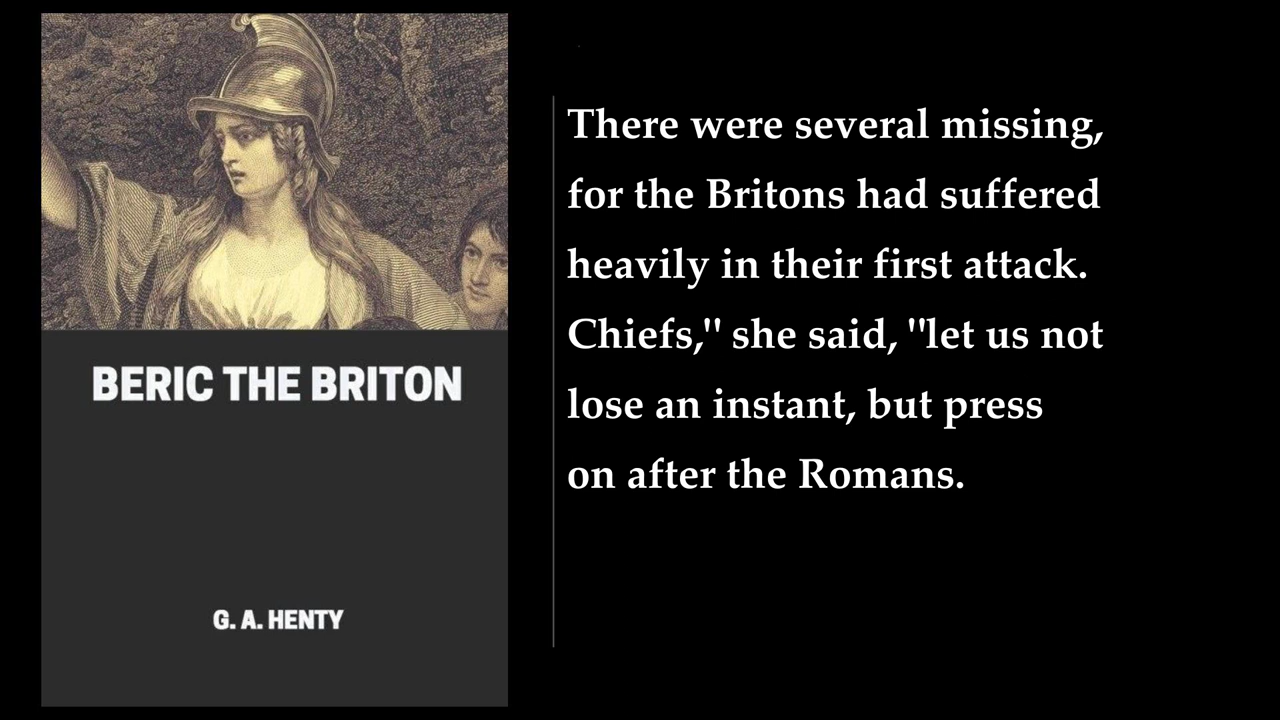 BERIC THE BRITON
G. A. HENTY
There were several missing,
for the Britons had suffered
heavily in their first attack.
Chiefs," she said, "let us not
lose an instant, but press
on after the Romans.